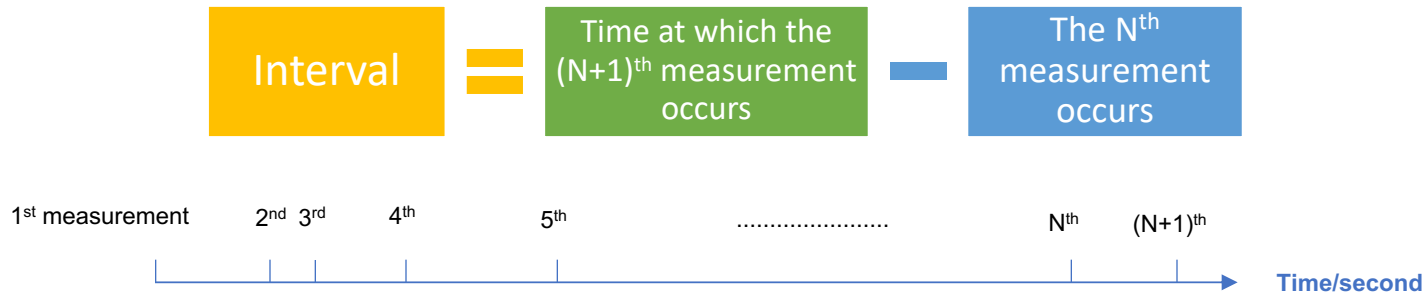 Interval
Time at which the
(N+1)th measurement
occurs
The Nth
measurement
occurs
1st measurement 2nd 3rd 4th 5th ....................... Nth (N+1)th
Time/second